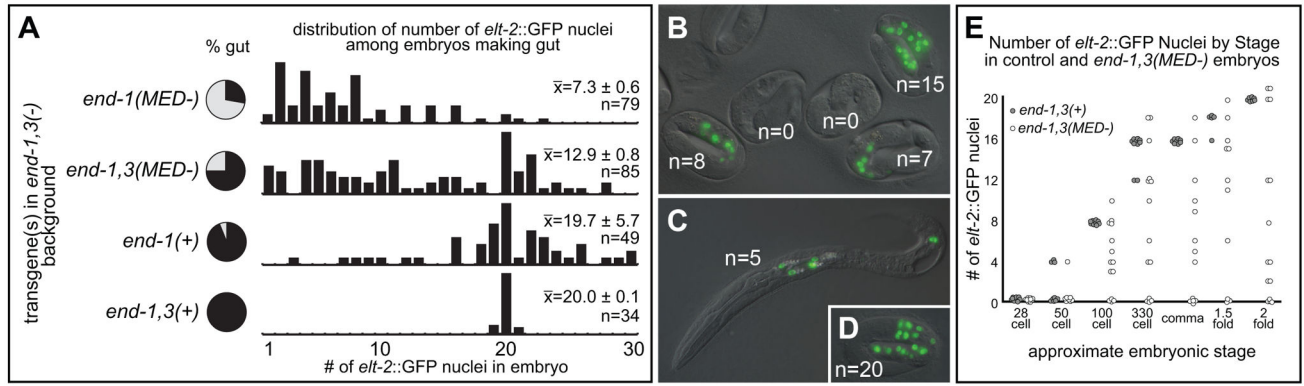 A
% gut
distribution of number of elt-2::GFP nuclei
among embryos making gut
transgene(s) in end-1,3(-)
background
end-1(MED-)
x̅=7.3 ± 0.6
n=79
end-1,3(MED-)
x̅=12.9 ± 0.8
n=85
end-1(+)
x̅=19.7 ± 5.7
n=49
end-1,3(+)
x̅=20.0 ± 0.1
n=34
1 10 20 30
# of elt-2::GFP nuclei in embryo
B
n=15
n=0
n=0
n=8
n=7
C
n=5
D
n=20
E
Number of elt-2::GFP Nuclei by Stage
in control and end-1,3(MED-) embryos
end-1,3(+)
end-1,3(MED-)
# of elt-2::GFP nuclei
20
16
12
8
4
0
28 cell
50 cell
100 cell
330 cell
comma
1.5 fold
2 fold
approximate embryonic stage